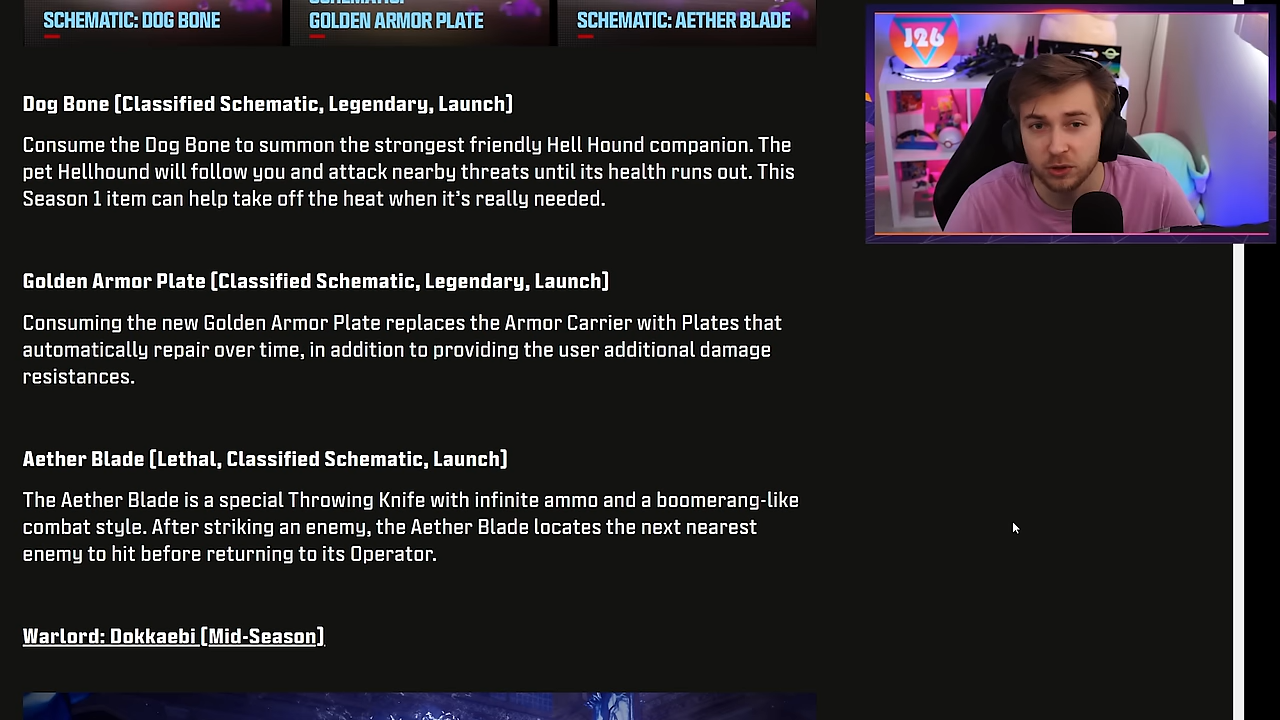 SCHEMATIC: DOG BONE
SCHEMATIC:
GOLDEN ARMOR PLATE
SCHEMATIC: AETHER BLADE
J26
Dog Bone [Classified Schematic, Legendary, Launch]
Consume the Dog Bone to summon the strongest friendly Hell Hound companion. The
pet Hellhound will follow you and attack nearby threats until its health runs out. This
Season 1 item can help take off the heat when it’s really needed.
Golden Armor Plate [Classified Schematic, Legendary, Launch]
Consuming the new Golden Armor Plate replaces the Armor Carrier with Plates that
automatically repair over time, in addition to providing the user additional damage
resistances.
Aether Blade [Lethal, Classified Schematic, Launch]
The Aether Blade is a special Throwing Knife with infinite ammo and a boomerang-like
combat style. After striking an enemy, the Aether Blade locates the next nearest
enemy to hit before returning to its Operator.
Warlord: Dokkaebi [Mid-Season]